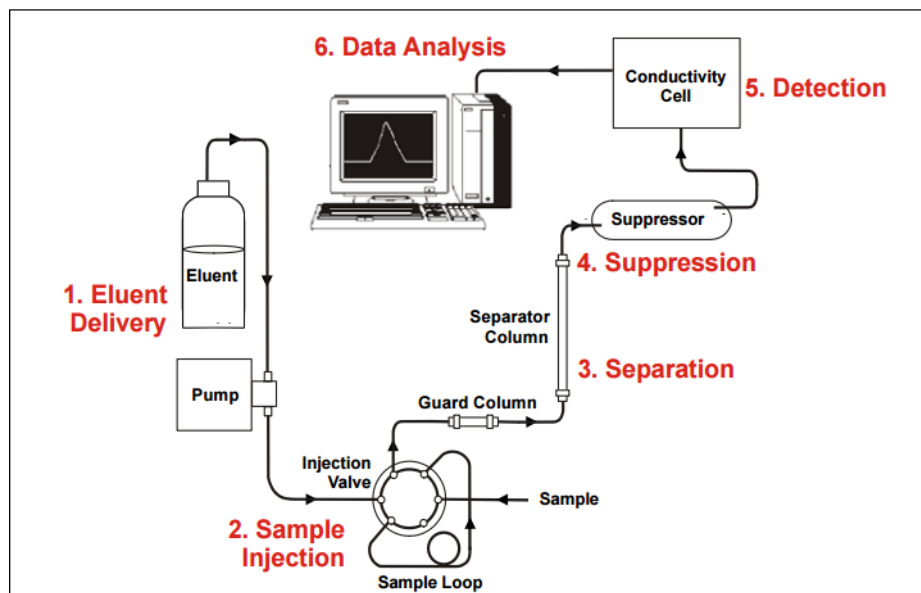 6. Data Analysis
Conductivity
Cell
5. Detection
Suppressor
4. Suppression
Eluent
1. Eluent
Delivery
Separator
Column
3. Separation
Pump
Guard Column
Injection
Valve
Sample
2. Sample
Injection
Sample Loop